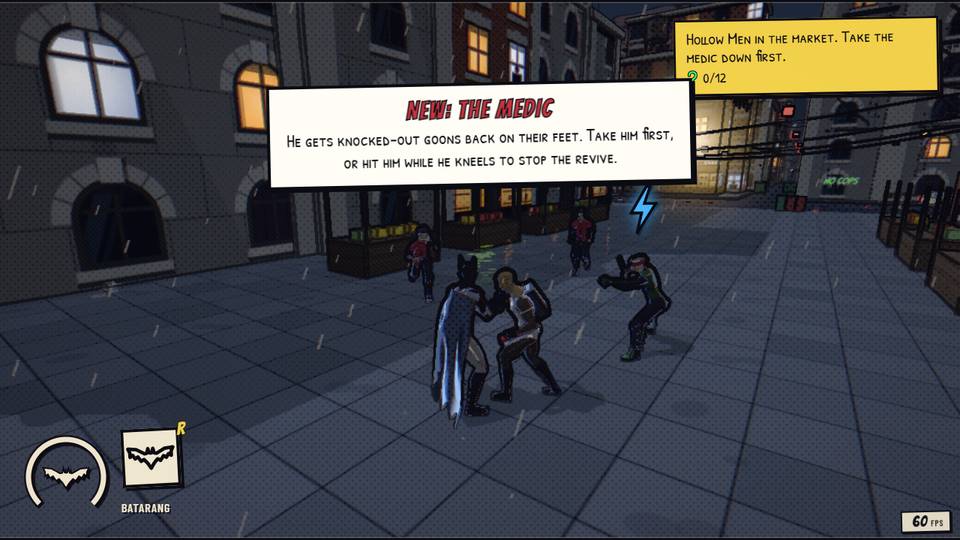 Hollow Men in the market. Take the
medic down first.
0/12
NEW: THE MEDIC
He gets knocked-out goons back on their feet. Take him first,
or hit him while he kneels to stop the revive.
NO COPS
R
BATARANG
60 FPS